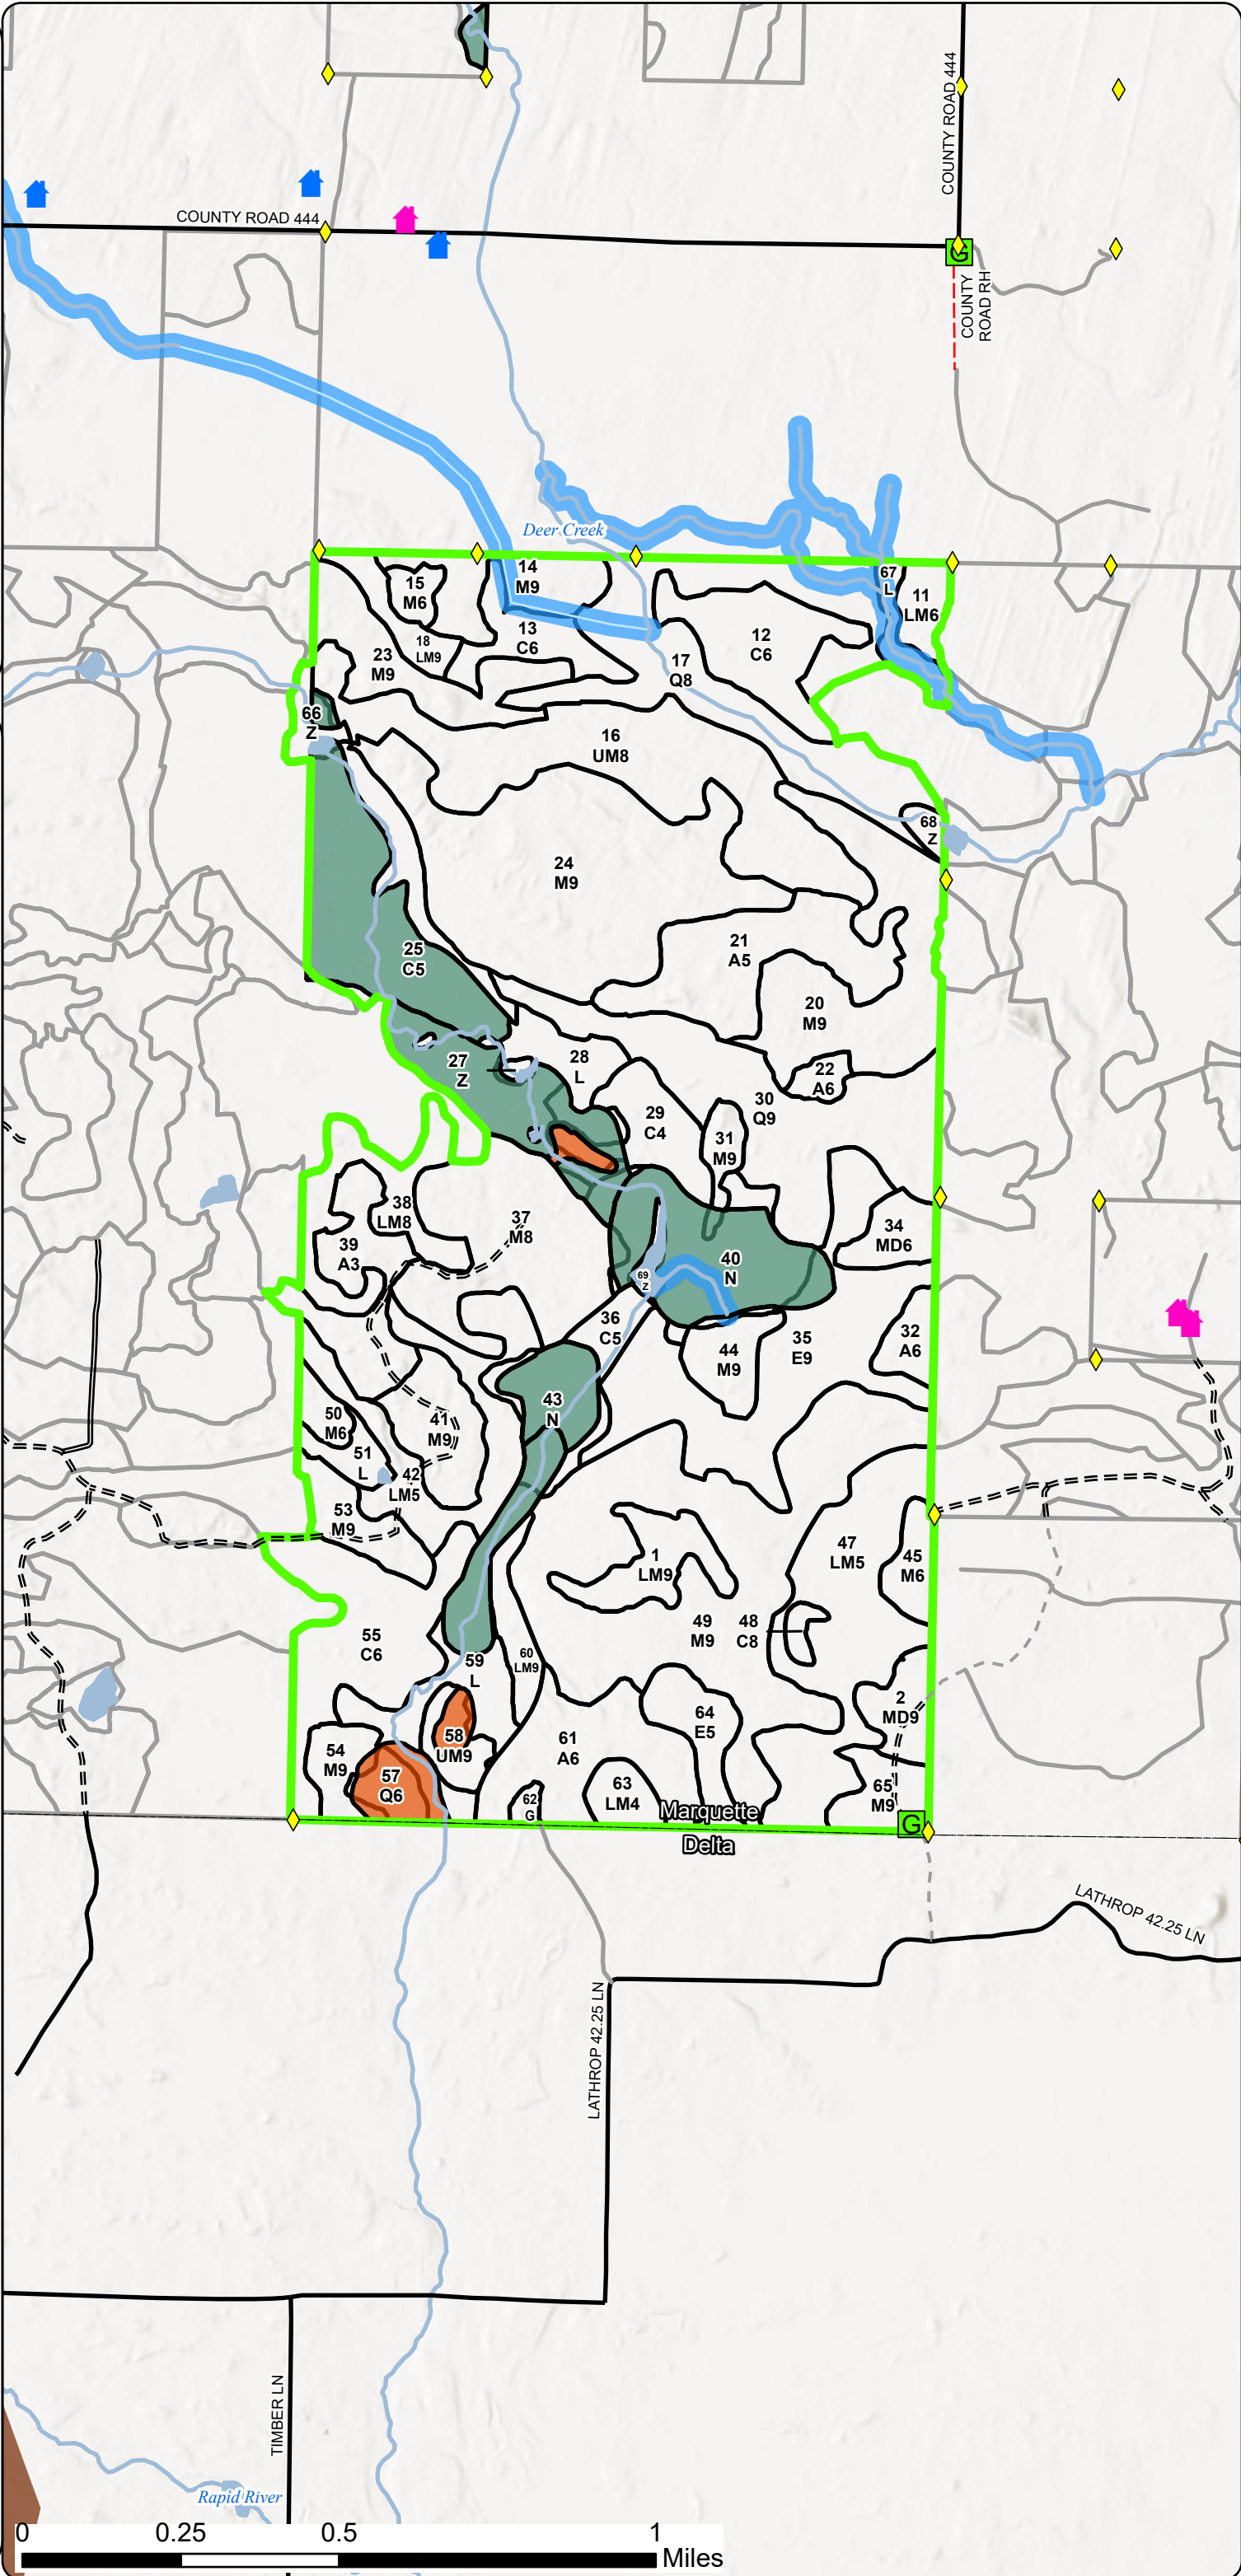 COUNTY ROAD 444
COUNTY ROAD 444
G
COUNTY
ROAD RH
Deer Creek
14
M9
15
M6
67
L
11
LM6
13
C6
12
C6
18
LM9
23
M9
17
Q8
66
Z
16
UM8
68
Z
24
M9
21
A5
25
C5
20
M9
27
Z
28
L
22
A6
30
Q9
29
C4
31
M9
38
LM8
37
M8
34
MD6
39
A3
40
N
69
Z
36
C5
35
E9
32
A6
44
M9
43
N
50
M6
41
M9
51
L
42
LM5
53
M9
47
LM5
1
LM9
45
M6
49
M9
48
C8
55
C6
60
LM9
59
L
2
MD9
64
E5
58
UM9
61
A6
54
M9
57
Q6
63
LM4
65
M9
62
G
Marquette
G
Delta
LATHROP 42.25 LN
LATHROP 42.25 LN
TIMBER LN
Rapid River
0 0.25 0.5 1
Miles